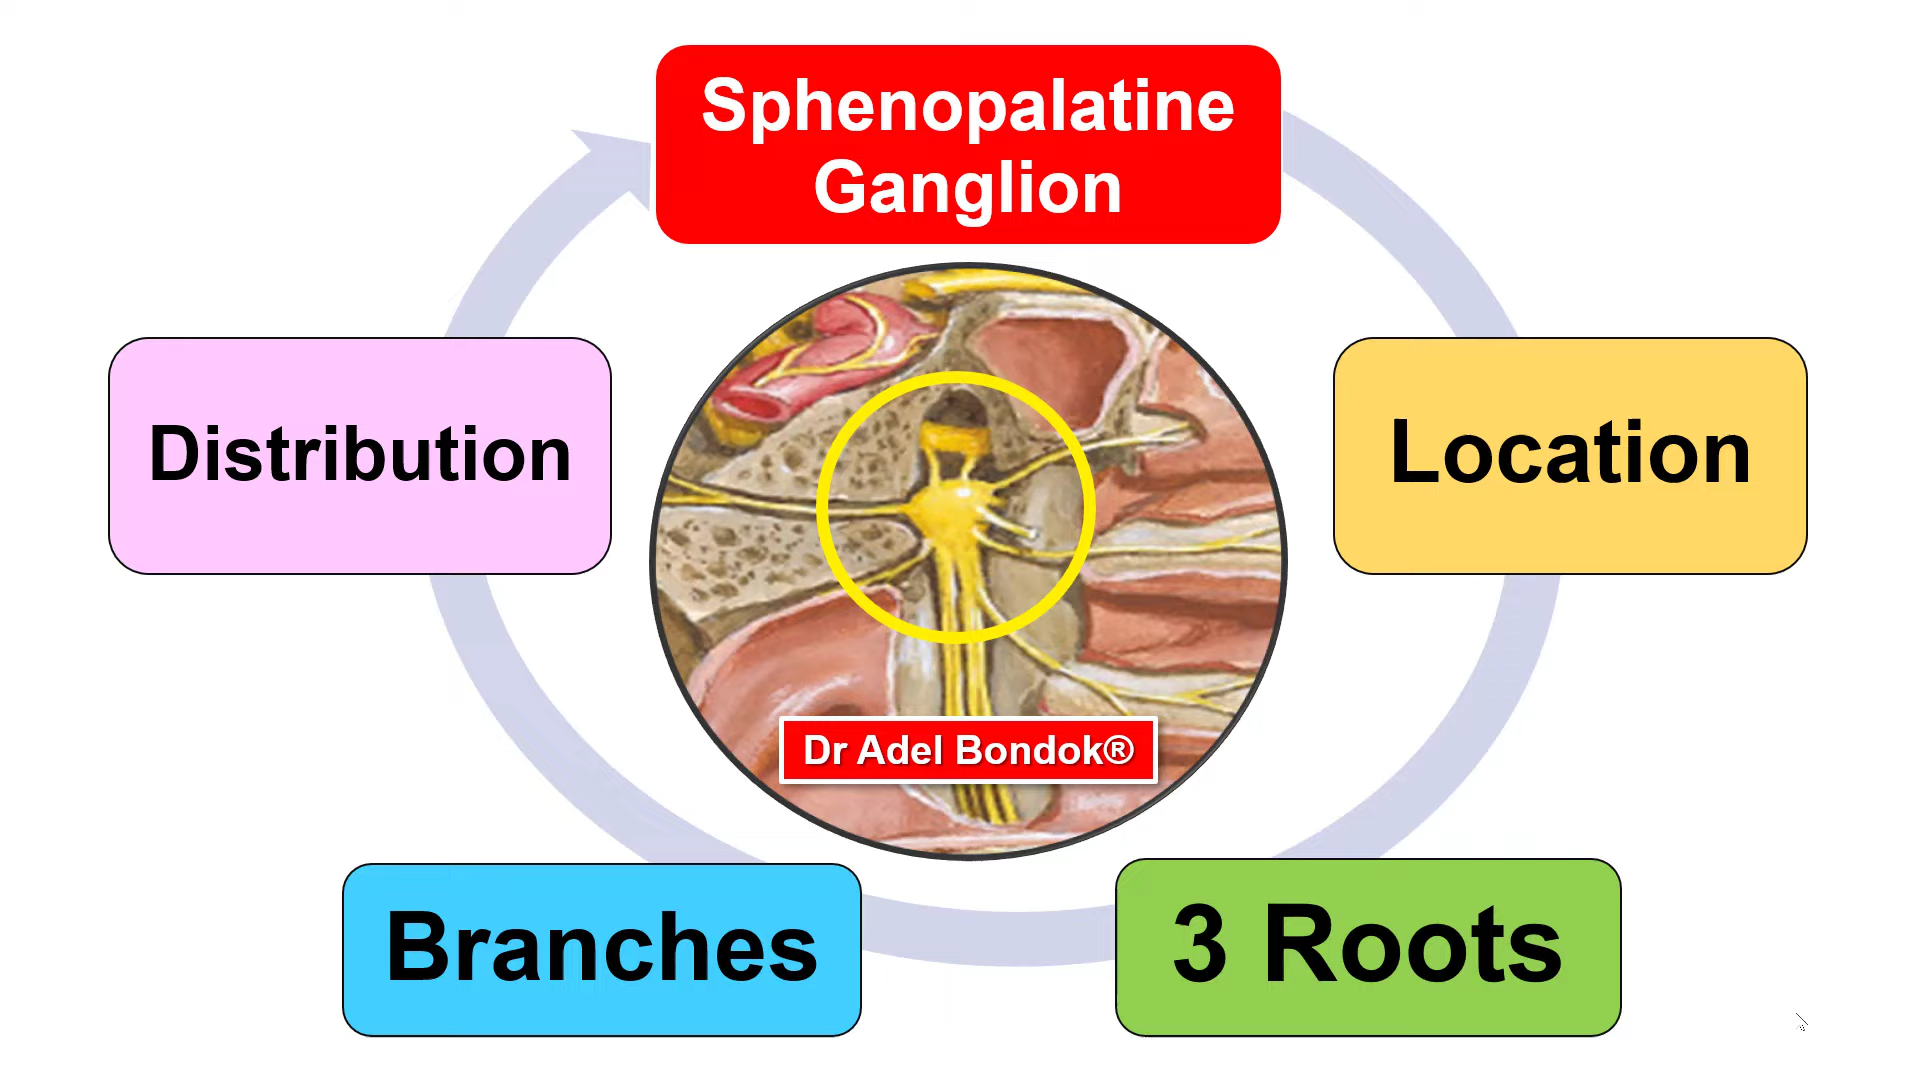 Sphenopalatine
Ganglion
Distribution
Location
Dr Adel Bondok®
Branches
3 Roots